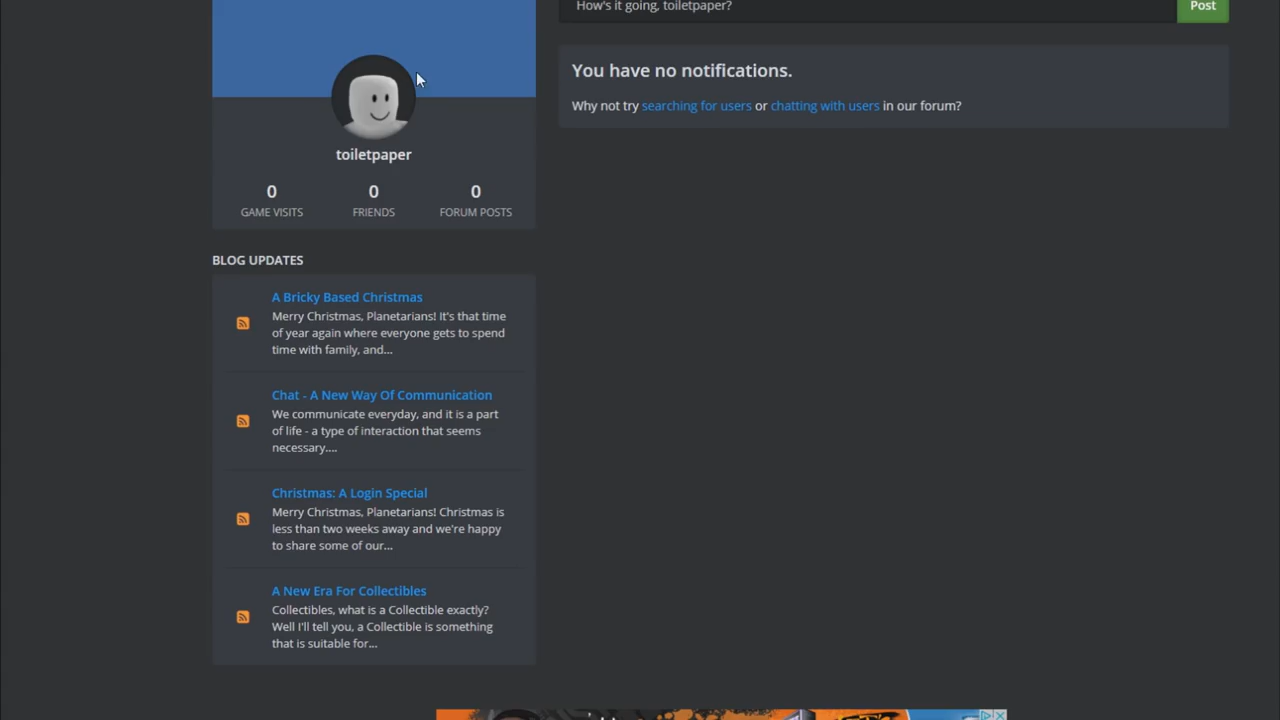 How's it going, toiletpaper?
Post
toiletpaper
0
GAME VISITS
0
FRIENDS
0
FORUM POSTS
You have no notifications.
Why not try searching for users or chatting with users in our forum?
BLOG UPDATES
A Bricky Based Christmas
Merry Christmas, Planetarians! It's that time
of year again where everyone gets to spend
time with family, and...
Chat - A New Way Of Communication
We communicate everyday, and it is a part
of life - a type of interaction that seems
necessary....
Christmas: A Login Special
Merry Christmas, Planetarians! Christmas is
less than two weeks away and we're happy
to share some of our...
A New Era For Collectibles
Collectibles, what is a Collectible exactly?
Well I'll tell you, a Collectible is something
that is suitable for...